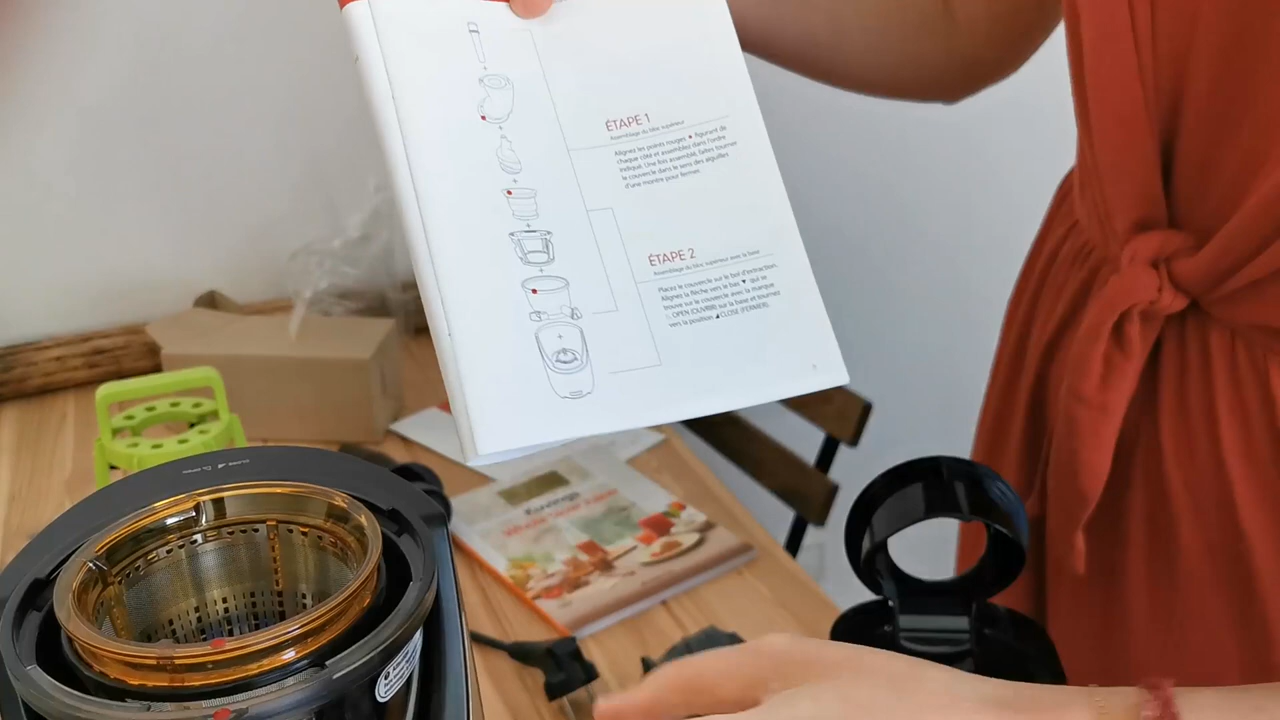 ÉTAPE 1
Assemblage du bloc supérieur
Alignez les points rouges ● figurant de
chaque côté et assemblez dans l'ordre
indiqué. Une fois assemblé, faites tourner
le couvercle dans le sens des aiguilles
d'une montre pour fermer.
ÉTAPE 2
Assemblage du bloc supérieur avec la base
Placez le couvercle sur le bol d'extraction.
Alignez la flèche vers le bas ▼ qui se
trouve sur le couvercle avec la marque
OPEN (OUVRIR) sur la base et tournez
vers la position ◢ CLOSE (FERMER).
CLOSE OPEN
Kuvings